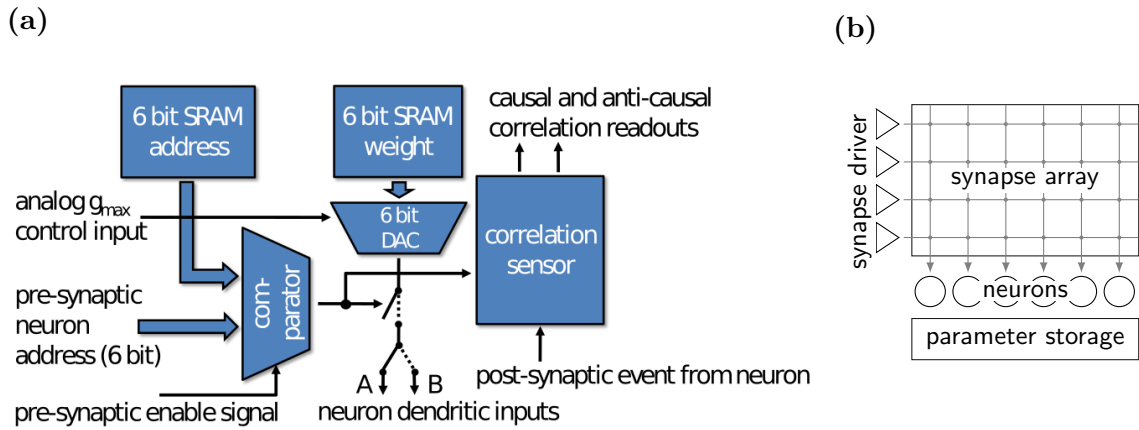 (a)
6 bit SRAM
address
6 bit SRAM
weight
causal and anti-causal
correlation readouts
analog gmax
control input
6 bit
DAC
correlation
sensor
com-
parator
pre-synaptic
neuron
address (6 bit)
A
B
post-synaptic event from neuron
pre-synaptic enable signal
neuron dendritic inputs
(b)
synapse driver
synapse array
neurons
parameter storage